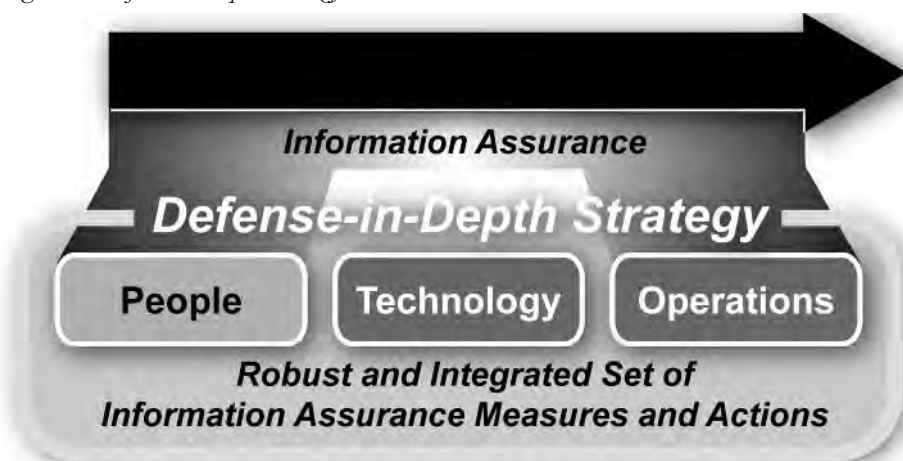 Information Assurance
Defense-in-Depth Strategy
People
Technology
Operations
Robust and Integrated Set of
Information Assurance Measures and Actions